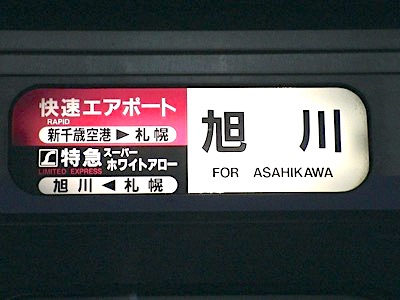 快速エアポート
RAPID
新千歳空港▶札幌
特急スーパーホワイトアロー
LIMITED EXPRESS
旭川◀札幌
旭川
FOR ASAHIKAWA